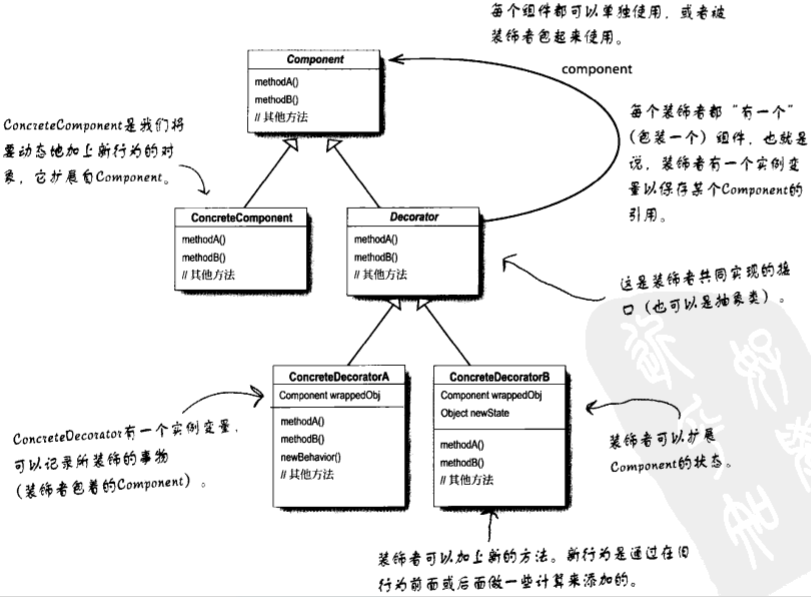 每个组件都可以单独使用，或者被
装饰者包起来使用。
Component
methodA()
methodB()
// 其他方法
component
每个装饰者都“有一个”
(包装一个）组件，也就是
说，装饰者有一个实例变
量以保存某个Component的
引用。
ConcreteComponent是我们将
要动态地加上新行为的对
象，它扩展自Component。
ConcreteComponent
methodA()
methodB()
// 其他方法
Decorator
methodA()
methodB()
// 其他方法
这是装饰者共同实现的接
口（也可以是抽象类）。
ConcreteDecoratorA
Component wrappedObj
methodA()
methodB()
newBehavior()
// 其他方法
ConcreteDecoratorB
Component wrappedObj
Object newState
methodA()
methodB()
// 其他方法
ConcreteDecorator有一个实例变量，
可以记录所装饰的事物
（装饰者包着的Component）。
装饰者可以扩展
Component的状态。
装饰者可以加上新的方法。新行为是通过在旧
行为前面或后面做一些计算来添加的。